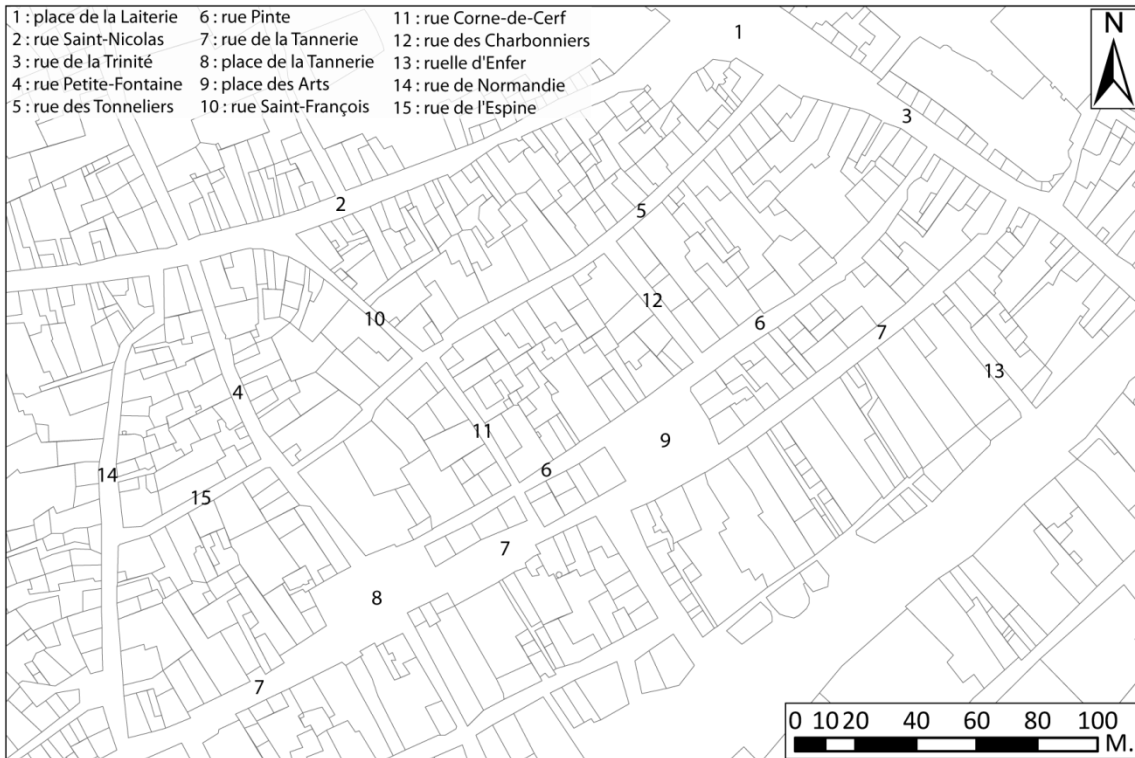 1 : place de la Laiterie
2 : rue Saint-Nicolas
3 : rue de la Trinité
4 : rue Petite-Fontaine
5 : rue des Tonneliers
6 : rue Pinte
7 : rue de la Tannerie
8 : place de la Tannerie
9 : place des Arts
10 : rue Saint-François
11 : rue Corne-de-Cerf
12 : rue des Charbonniers
13 : ruelle d'Enfer
14 : rue de Normandie
15 : rue de l'Espine
N
1
3
2
5
12
10
6
7
13
4
11
9
14
6
15
7
8
7
0 10 20 40 60 80 100
M.